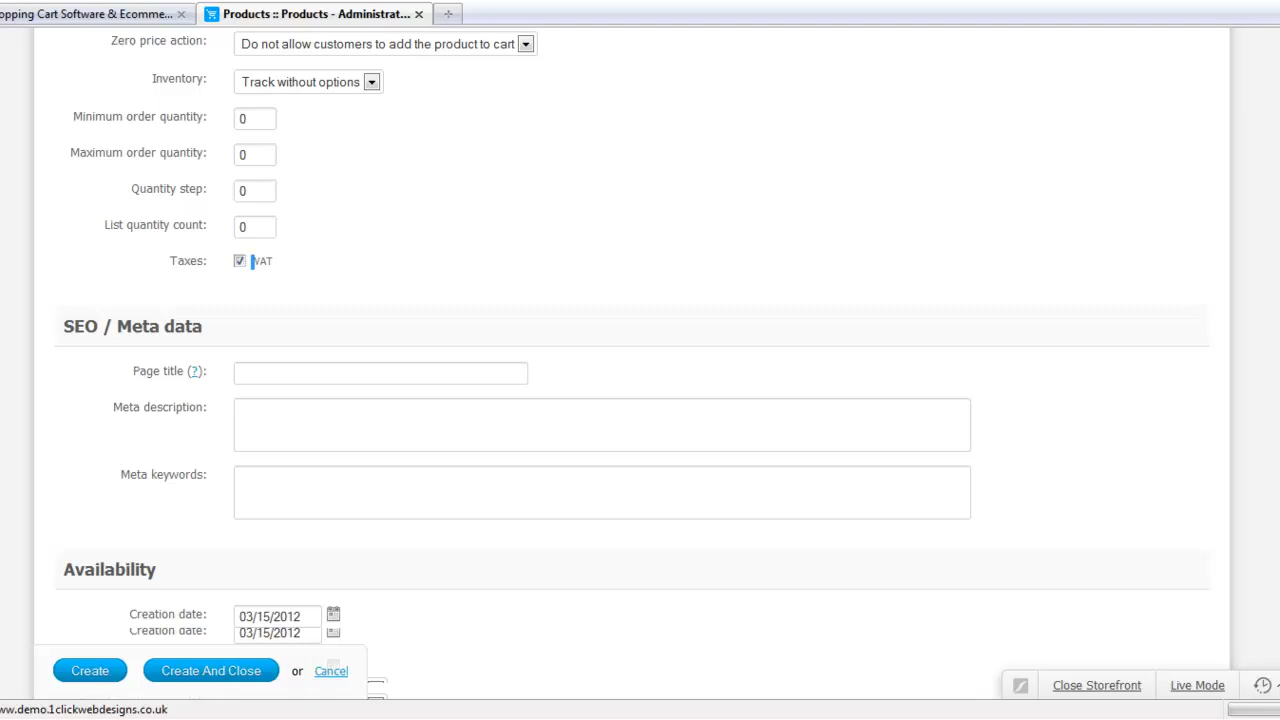 opping Cart Software & Ecomme... Products :: Products - Administrat...
Zero price action: Do not allow customers to add the product to cart
Inventory: Track without options
Minimum order quantity: 0
Maximum order quantity: 0
Quantity step: 0
List quantity count: 0
Taxes: VAT
SEO / Meta data
Page title (?):
Meta description:
Meta keywords:
Availability
Creation date: 03/15/2012
Creation date: 03/15/2012
Create Create And Close or Cancel Close Storefront Live Mode
ww.demo.1clickwebdesigns.co.uk